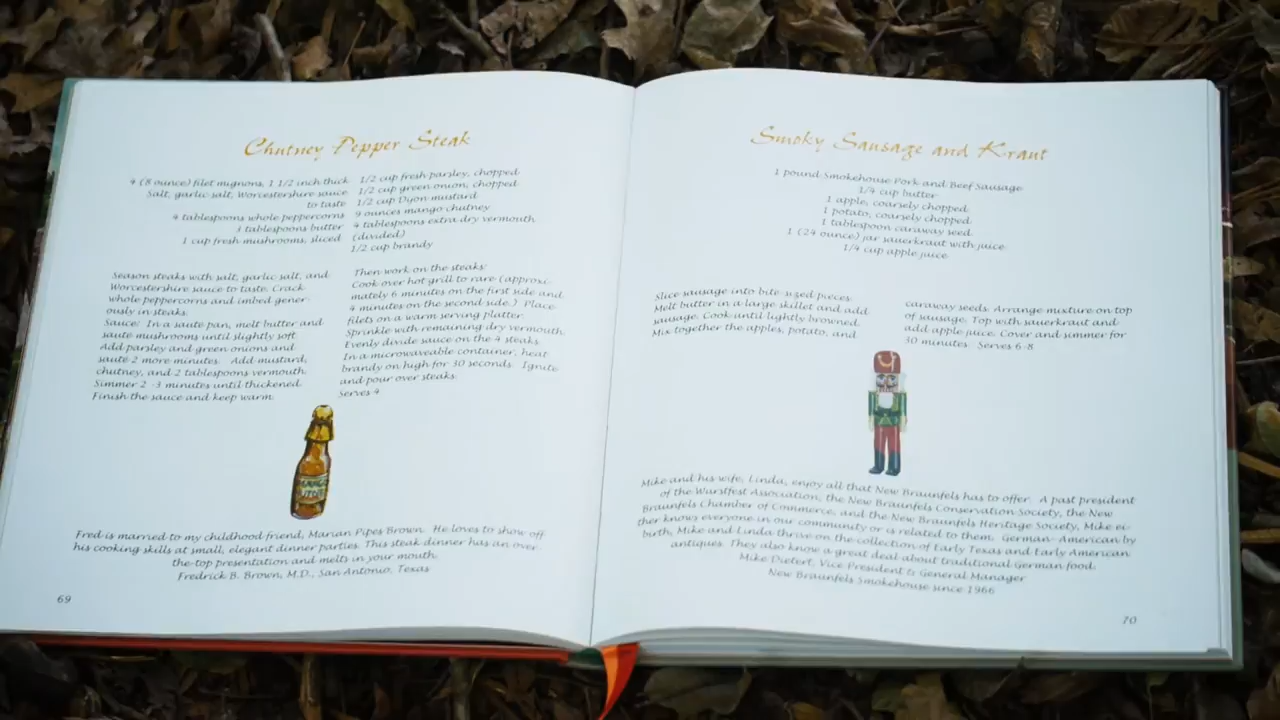 Chutney Pepper Steak
4 (8 ounce) filet mignons, 1 1/2 inch thick
Salt, garlic salt, Worcestershire sauce
to taste
4 tablespoons whole peppercorns
3 tablespoons butter
1 cup fresh mushrooms, sliced
1/2 cup fresh parsley, chopped
1/2 cup green onion, chopped
1/2 cup Dijon mustard
9 ounces mango chutney
4 tablespoons extra dry vermouth
(divided)
1/2 cup brandy
Season steaks with salt, garlic salt, and
Worcestershire sauce to taste. Crack
whole peppercorns and imbed gener-
ously in steaks.
Sauce: In a saute pan, melt butter and
saute mushrooms until slightly soft.
Add parsley and green onions and
saute 2 more minutes. Add mustard,
chutney, and 2 tablespoons vermouth.
Simmer 2 -3 minutes until thickened.
Finish the sauce and keep warm.
Then work on the steaks:
Cook over hot grill to rare (approxi-
mately 6 minutes on the first side and
4 minutes on the second side.) Place
filets on a warm serving platter.
Sprinkle with remaining dry vermouth.
Evenly divide sauce on the 4 steaks.
In a microwaveable container, heat
brandy on high for 30 seconds. Ignite
and pour over steaks.
Serves 4
MANGO
Fred is married to my childhood friend, Marian Pipes Brown. He loves to show off
his cooking skills at small, elegant dinner parties. This steak dinner has an over-
the-top presentation and melts in your mouth.
Fredrick B. Brown, M.D., San Antonio, Texas
69
Smoky Sausage and Kraut
1 pound Smokehouse Pork and Beef Sausage
1/4 cup butter
1 apple, coarsely chopped
1 potato, coarsely chopped
1 tablespoon caraway seed
1 (24 ounce) jar sauerkraut with juice
1/4 cup apple juice
Slice sausage into bite-sized pieces.
Melt butter in a large skillet and add
sausage. Cook until lightly browned.
Mix together the apples, potato, and
caraway seeds. Arrange mixture on top
of sausage. Top with sauerkraut and
add apple juice. Cover and simmer for
30 minutes. Serves 6-8
Mike and his wife, Linda, enjoy all that New Braunfels has to offer. A past president
of the Wurstfest Association, the New Braunfels Conservation Society, the New
Braunfels Chamber of Commerce, and the New Braunfels Heritage Society, Mike ei-
ther knows everyone in our community or is related to them. German-American by
birth, Mike and Linda thrive on the collection of Early Texas and Early American
antiques. They also know a great deal about traditional German food.
Mike Dietert, Vice President & General Manager
New Braunfels Smokehouse since 1966
70